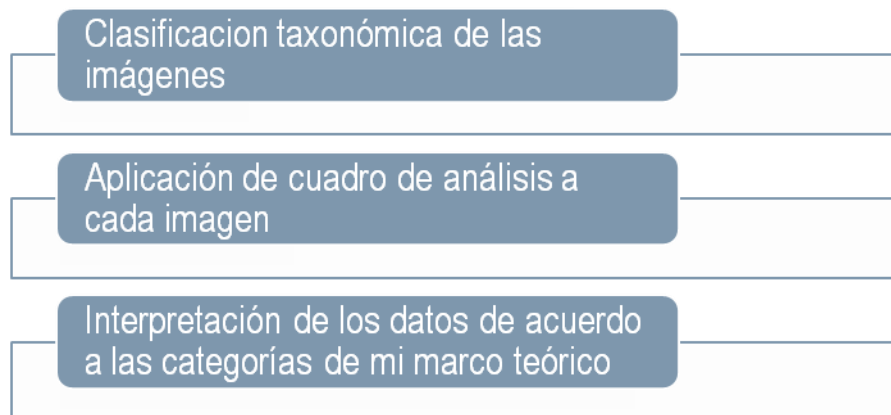 Clasificacion taxonómica de las
imágenes
Aplicación de cuadro de análisis a
cada imagen
Interpretación de los datos de acuerdo
a las categorías de mi marco teórico